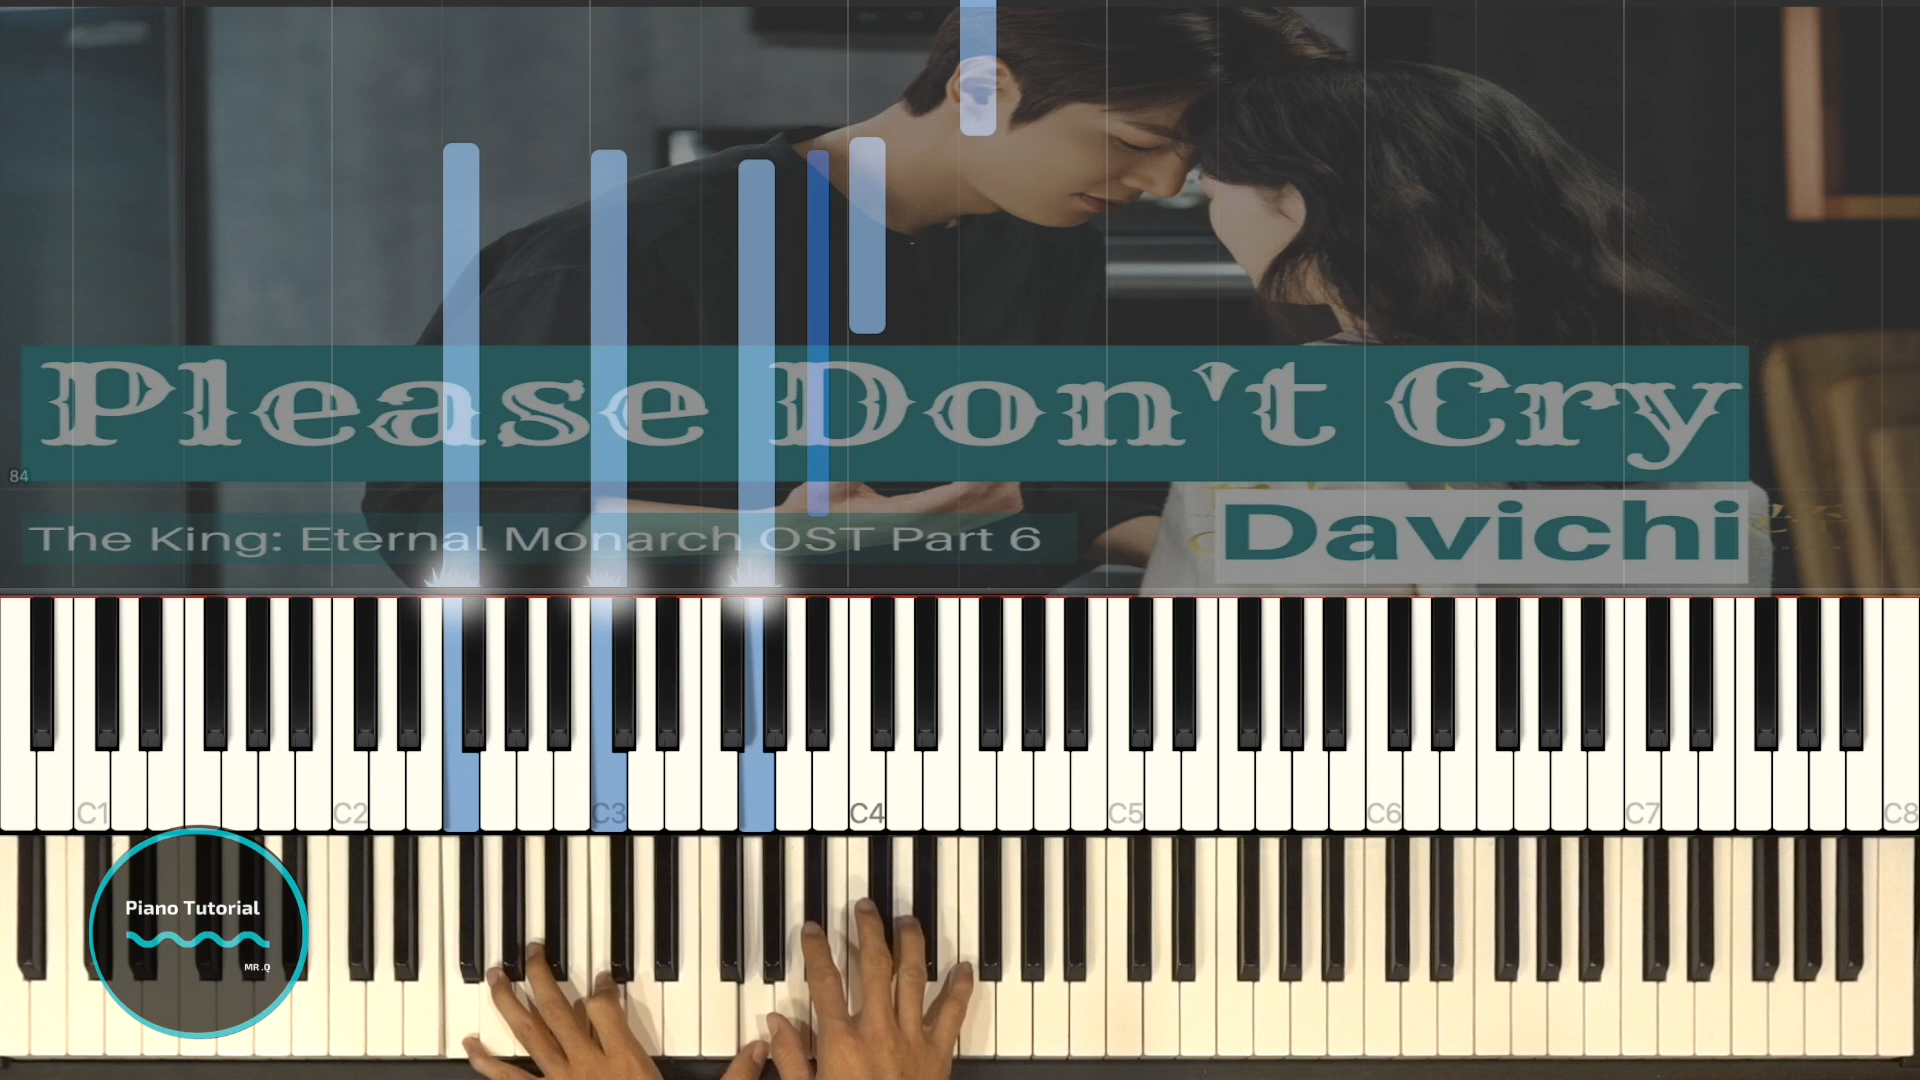 Please Don't Cry
84
Davichi
The King: Eternal Monarch OST Part 6
C1 C2 C3 C4 C5 C6 C7 C8
Piano Tutorial
MR.Q